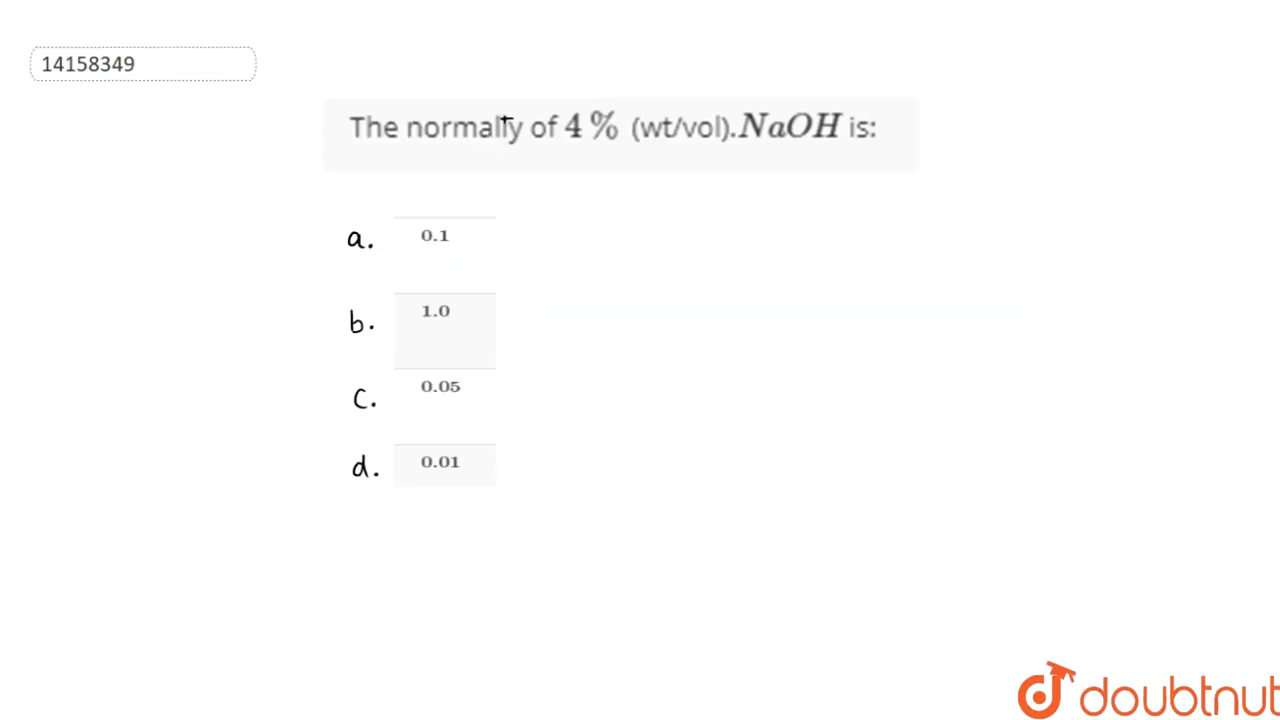 14158349
The normality of 4 % (wt/vol).NaOH is:
a. 0.1
b. 1.0
c. 0.05
d. 0.01
doubtnut